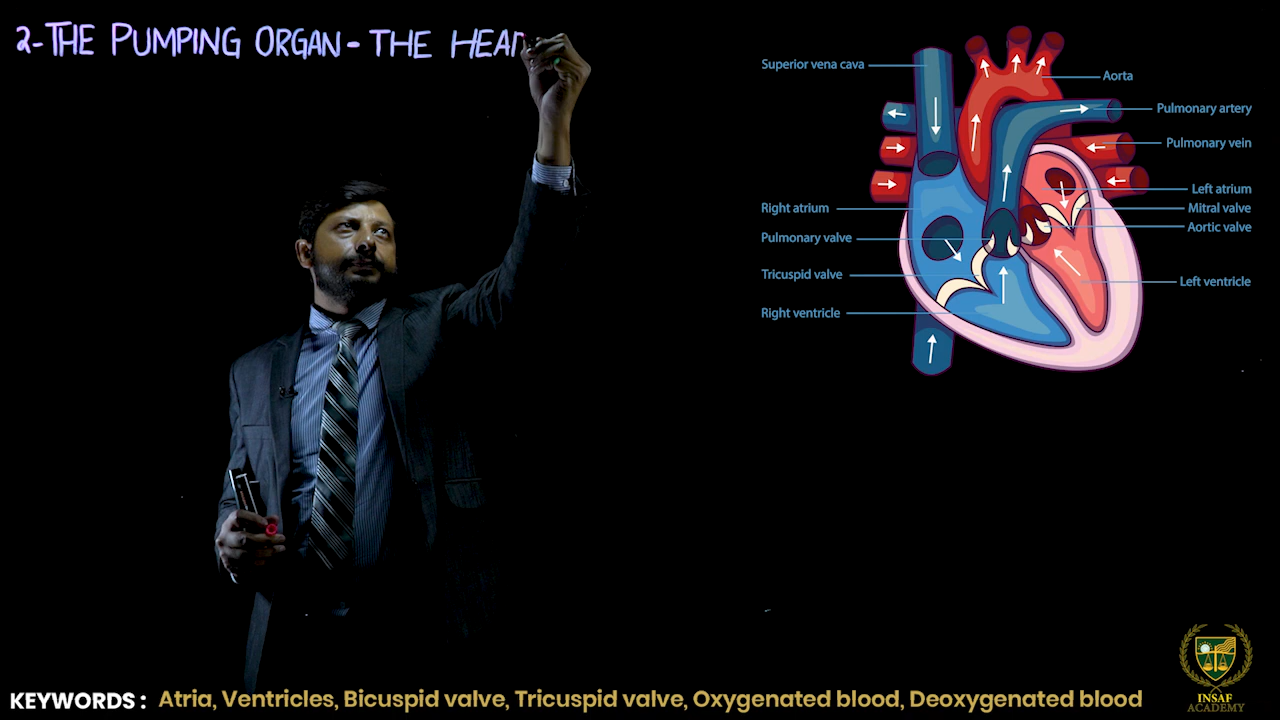 2-THE PUMPING ORGAN - THE HEAR
Superior vena cava
Aorta
Pulmonary artery
Pulmonary vein
Left atrium
Right atrium
Mitral valve
Aortic valve
Pulmonary valve
Tricuspid valve
Left ventricle
Right ventricle
KEYWORDS : Atria, Ventricles, Bicuspid valve, Tricuspid valve, Oxygenated blood, Deoxygenated blood
INSAF
ACADEMY